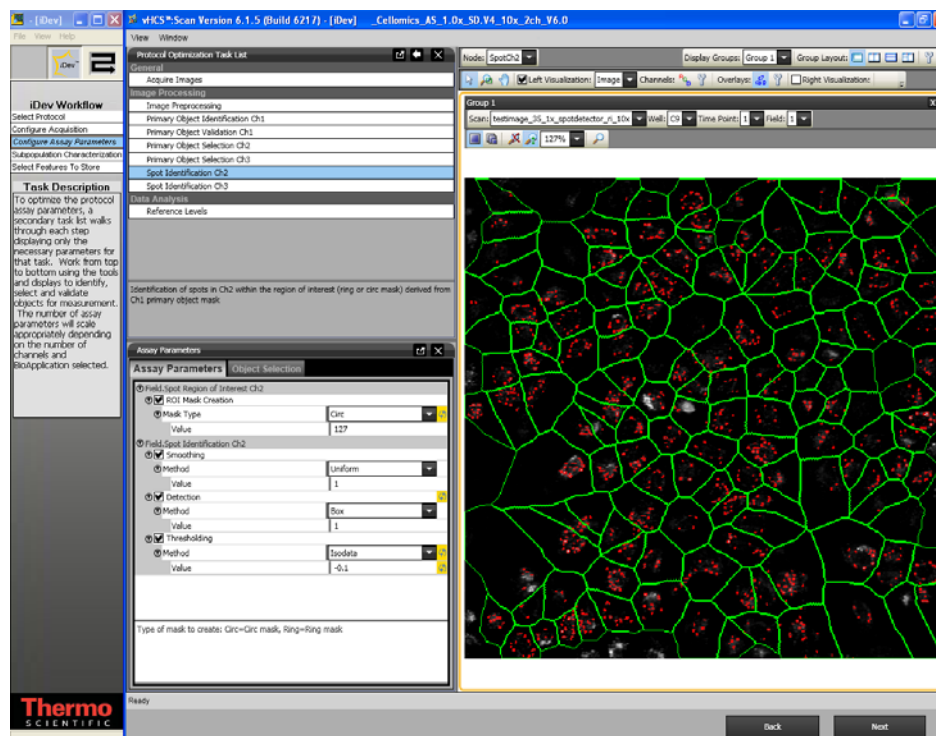 - [iDev]
vHCS™:Scan Version 6.1.5 (Build 6217) - [iDev] _Cellomics_AS_1.0x_SD.V4_10x_2ch_V6.0
File View Help
View Window
iDev™
iDev Workflow
Select Protocol
Configure Acquisition
Configure Assay Parameters
Subpopulation Characterization
Select Features To Store
Task Description
To optimize the protocol
assay parameters, a
secondary task list walks
through each step
displaying only the
necessary parameters for
that task. Work from top
to bottom using the tools
and displays to identify,
select and validate
objects for measurement.
The number of assay
parameters will scale
appropriately depending
on the number of
channels and
BioApplication selected.
Thermo
SCIENTIFIC
Protocol Optimization Task List
General
Acquire Images
Image Processing
Image Preprocessing
Primary Object Identification Ch1
Primary Object Validation Ch1
Primary Object Selection Ch2
Primary Object Selection Ch3
Spot Identification Ch2
Spot Identification Ch3
Data Analysis
Reference Levels
Identification of spots in Ch2 within the region of interest (ring or circ mask) derived from
Ch1 primary object mask
Assay Parameters
Assay Parameters Object Selection
Field.Spot Region of Interest Ch2
ROI Mask Creation
Mask Type Circ
Value 127
Field.Spot Identification Ch2
Smoothing
Method Uniform
Value 1
Detection
Method Box
Value 1
Thresholding
Method Isodata
Value -0.1
Type of mask to create: Circ=Circ mask, Ring=Ring mask
Node: SpotCh2 Display Groups: Group 1 Group Layout:
Left Visualization: Image Channels: Overlays: Right Visualization:
Group 1
Scan: testimage_3S_1x_spotdetector_ri_10x Well: C9 Time Point: 1 Field: 1
127%
Ready
Back Next